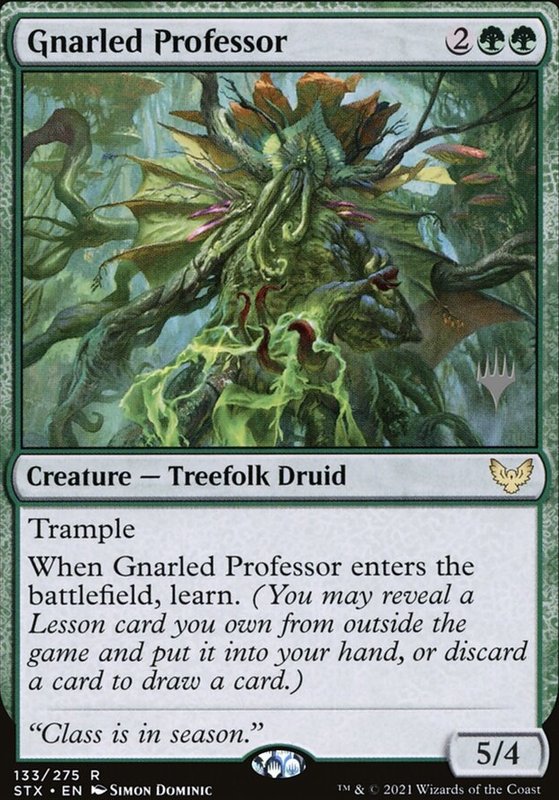 Gnarled Professor 2
Creature — Treefolk Druid
Trample
When Gnarled Professor enters the
battlefield, learn. (You may reveal a
Lesson card you own from outside the
game and put it into your hand, or discard
a card to draw a card.)
“Class is in season.”
5/4
133/275 R
STX • EN SIMON DOMINIC
™ & © 2021 Wizards of the Coast